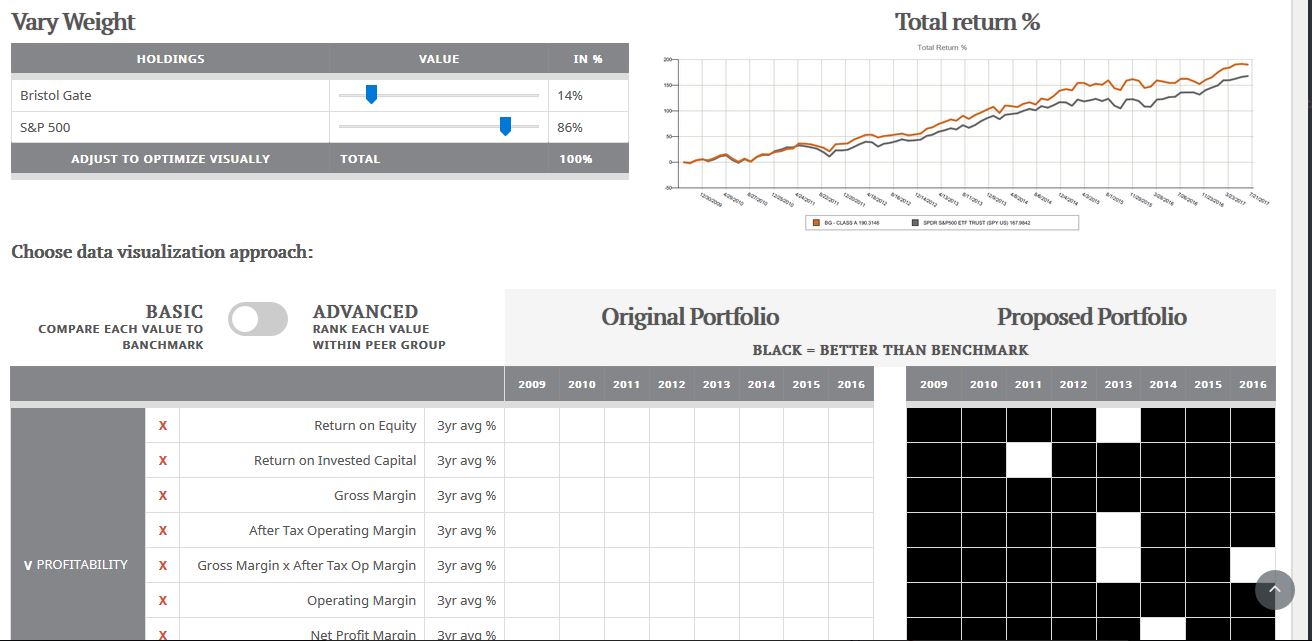 Vary Weight
HOLDINGS VALUE IN %
Bristol Gate 14%
S&P 500 86%
ADJUST TO OPTIMIZE VISUALLY TOTAL 100%
Total return %
Total Return %
200
150
100
50
0
-50
12/30/2009 4/29/2010 8/27/2010 12/25/2010 4/24/2011 8/22/2011 12/20/2011 4/18/2012 8/16/2012 12/14/2012 4/13/2013 8/11/2013 12/9/2013 4/8/2014 8/6/2014 12/4/2014 4/3/2015 8/1/2015 11/29/2015 3/28/2016 7/26/2016 11/23/2016 3/23/2017 7/21/2017
BG - CLASS A 190.3146 SPDR S&P500 ETF TRUST (SPY US) 167.9842
Choose data visualization approach:
BASIC
COMPARE EACH VALUE TO
BANCHMARK
ADVANCED
RANK EACH VALUE
WITHIN PEER GROUP
Original Portfolio Proposed Portfolio
BLACK = BETTER THAN BENCHMARK
2009 2010 2011 2012 2013 2014 2015 2016 2009 2010 2011 2012 2013 2014 2015 2016
X Return on Equity 3yr avg %
X Return on Invested Capital 3yr avg %
X Gross Margin 3yr avg %
X After Tax Operating Margin 3yr avg %
V PROFITABILITY X Gross Margin x After Tax Op Margin 3yr avg %
X Operating Margin 3yr avg %
X Net Profit Margin 3yr avg %